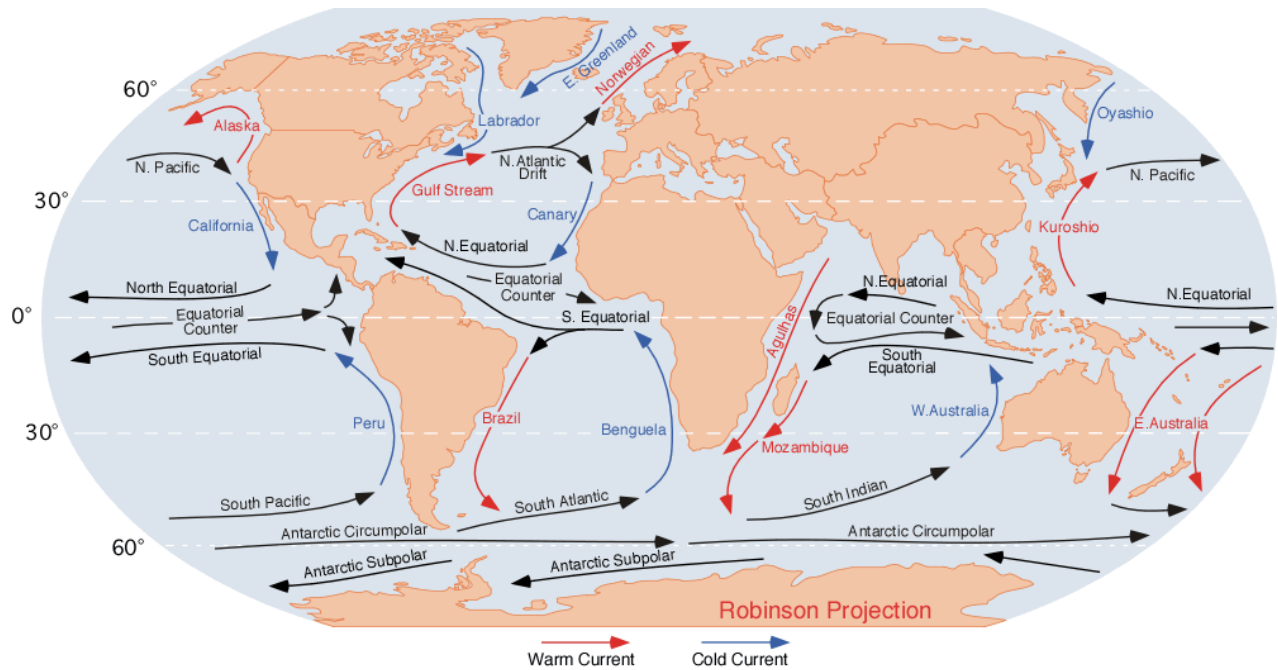 E. Greenland
Norwegian
60°
Labrador
Oyashio
Alaska
N. Pacific
N. Atlantic
Drift
N. Pacific
Gulf Stream
30°
California
Canary
Kuroshio
N.Equatorial
North Equatorial
Equatorial
Counter
N.Equatorial
N.Equatorial
0°
Equatorial
Counter
S. Equatorial
Equatorial Counter
Agulhas
South Equatorial
South
Equatorial
Peru
Brazil
Benguela
W.Australia
E.Australia
30°
Mozambique
South Pacific
South Atlantic
South Indian
Antarctic Circumpolar
Antarctic Circumpolar
60°
Antarctic Subpolar
Antarctic Subpolar
Robinson Projection
Warm Current
Cold Current